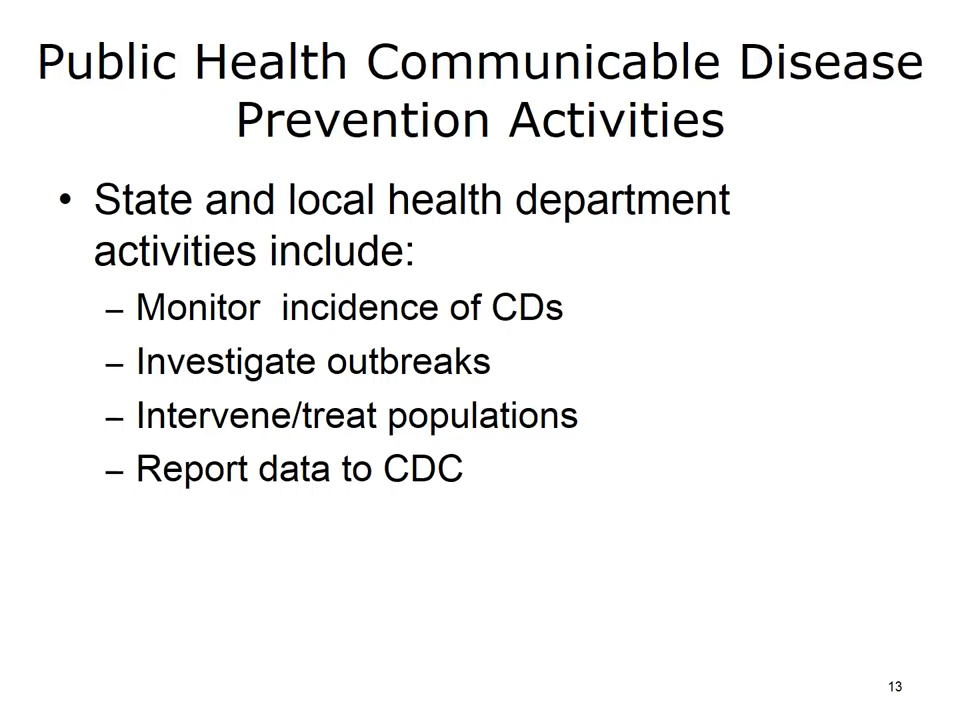 Public Health Communicable Disease
Prevention Activities
• State and local health department
activities include:
– Monitor  incidence of CDs
– Investigate outbreaks
– Intervene/treat populations
– Report data to CDC
13